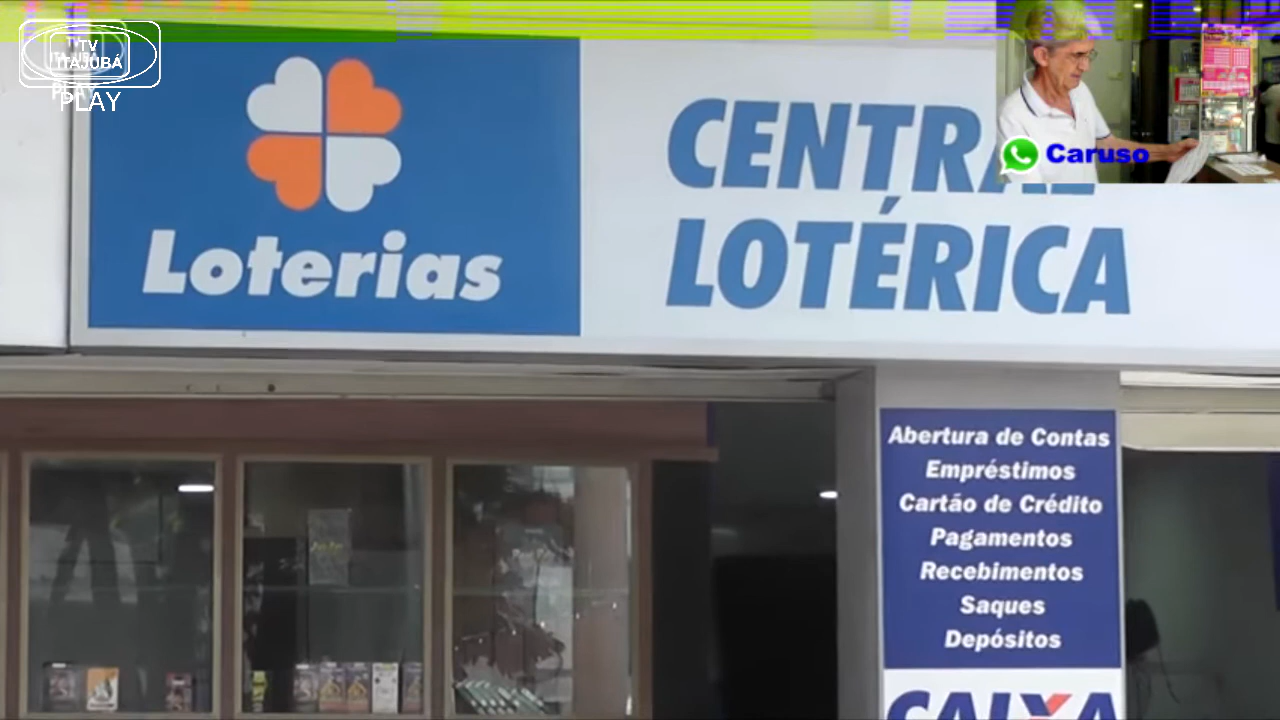 TV
ITAJUBÁ
PLAY
Loterias
CENTRAL
LOTÉRICA
Caruso
Abertura de Contas
Empréstimos
Cartão de Crédito
Pagamentos
Recebimentos
Saques
Depósitos
CAIXA